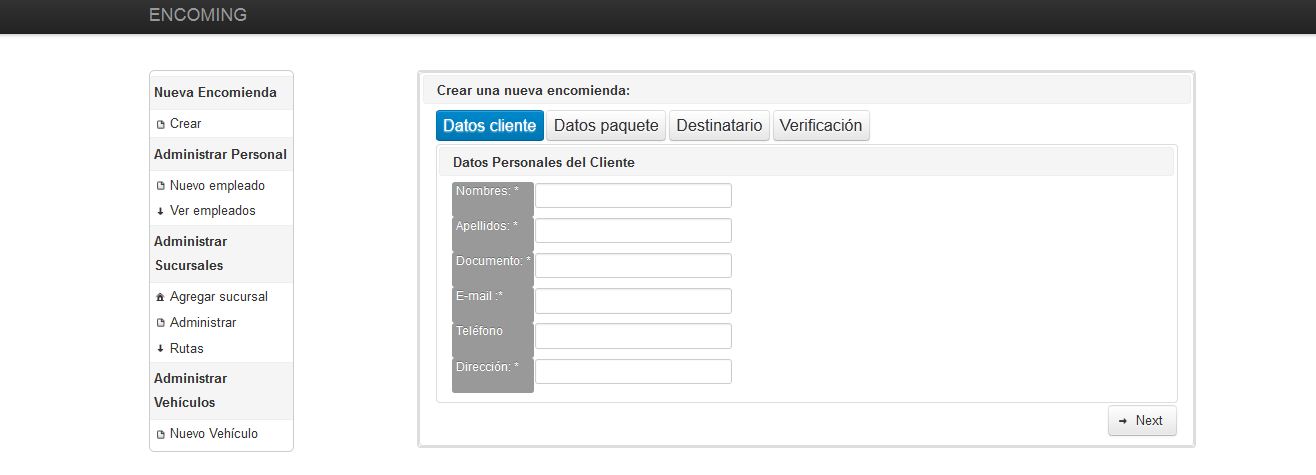 ENCOMING
Nueva Encomienda
Crear
Administrar Personal
Nuevo empleado
Ver empleados
Administrar
Sucursales
Agregar sucursal
Administrar
Rutas
Administrar
Vehículos
Nuevo Vehículo
Crear una nueva encomienda:
Datos cliente Datos paquete Destinatario Verificación
Datos Personales del Cliente
Nombres: *
Apellidos: *
Documento: *
E-mail :*
Teléfono
Dirección: *
Next